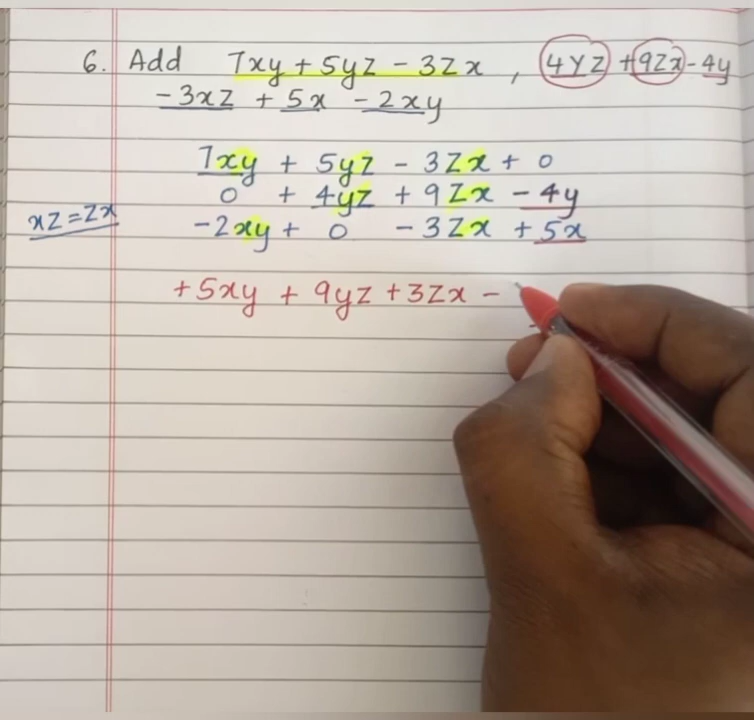 6. Add 7xy + 5yz - 3zx , 4yz + 9zx - 4y
- 3xz + 5x - 2xy
7xy + 5yz - 3zx + 0
0 + 4yz + 9zx - 4y
xz = zx
-2xy + 0 - 3zx + 5x
+ 5xy + 9yz + 3zx -